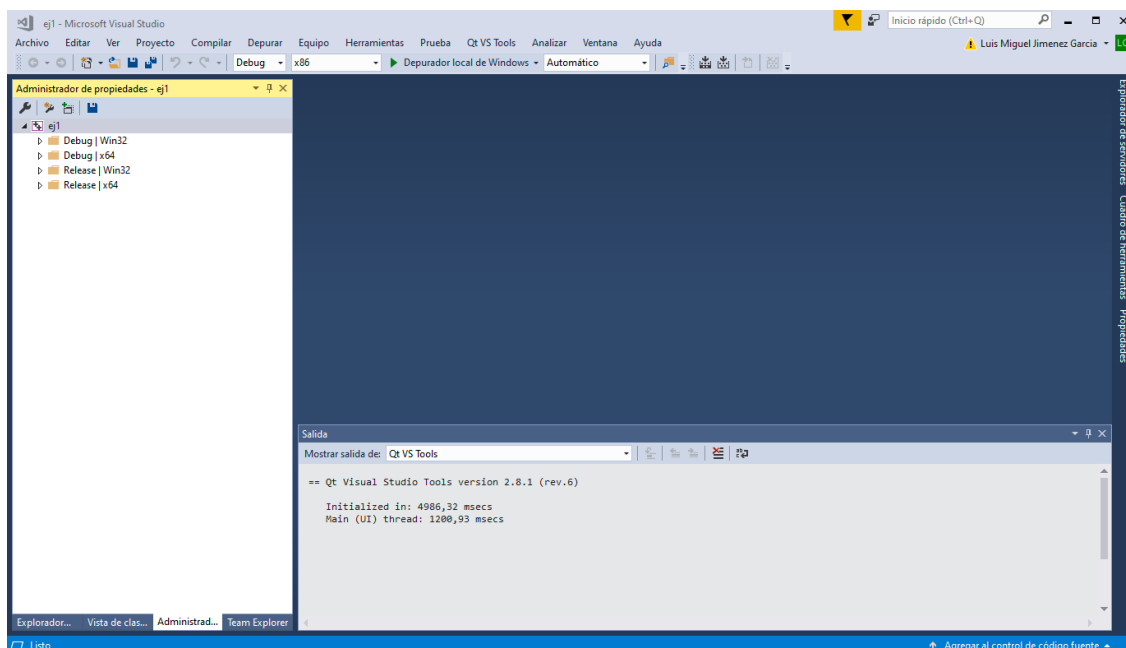 ej1 - Microsoft Visual Studio
Inicio rápido (Ctrl+Q)
Archivo Editar Ver Proyecto Compilar Depurar Equipo Herramientas Prueba Qt VS Tools Analizar Ventana Ayuda
Luis Miguel Jimenez Garcia
Debug x86 Depurador local de Windows Automático
Administrador de propiedades - ej1
ej1
Debug | Win32
Debug | x64
Release | Win32
Release | x64
Explorador de servidores
Cuadro de herramientas
Propiedades
Salida
Mostrar salida de: Qt VS Tools
== Qt Visual Studio Tools version 2.8.1 (rev.6)
Initialized in: 4986,32 msecs
Main (UI) thread: 1200,93 msecs
Explorador... Vista de clas... Administrad... Team Explorer
Listo
Agregar al control de código fuente